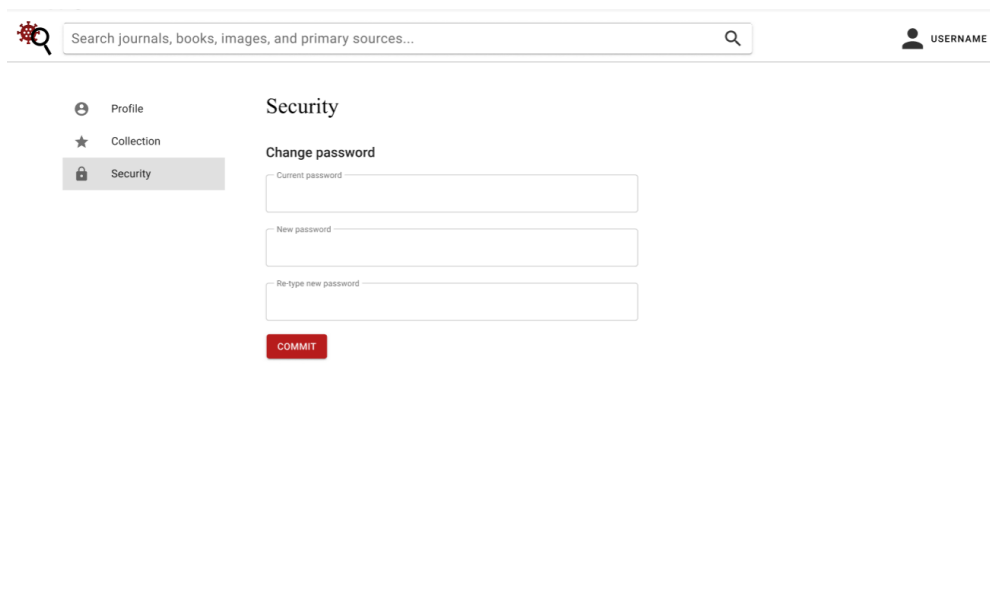 Search journals, books, images, and primary sources...
USERNAME
Profile
Collection
Security
Security
Change password
Current password
New password
Re-type new password
COMMIT